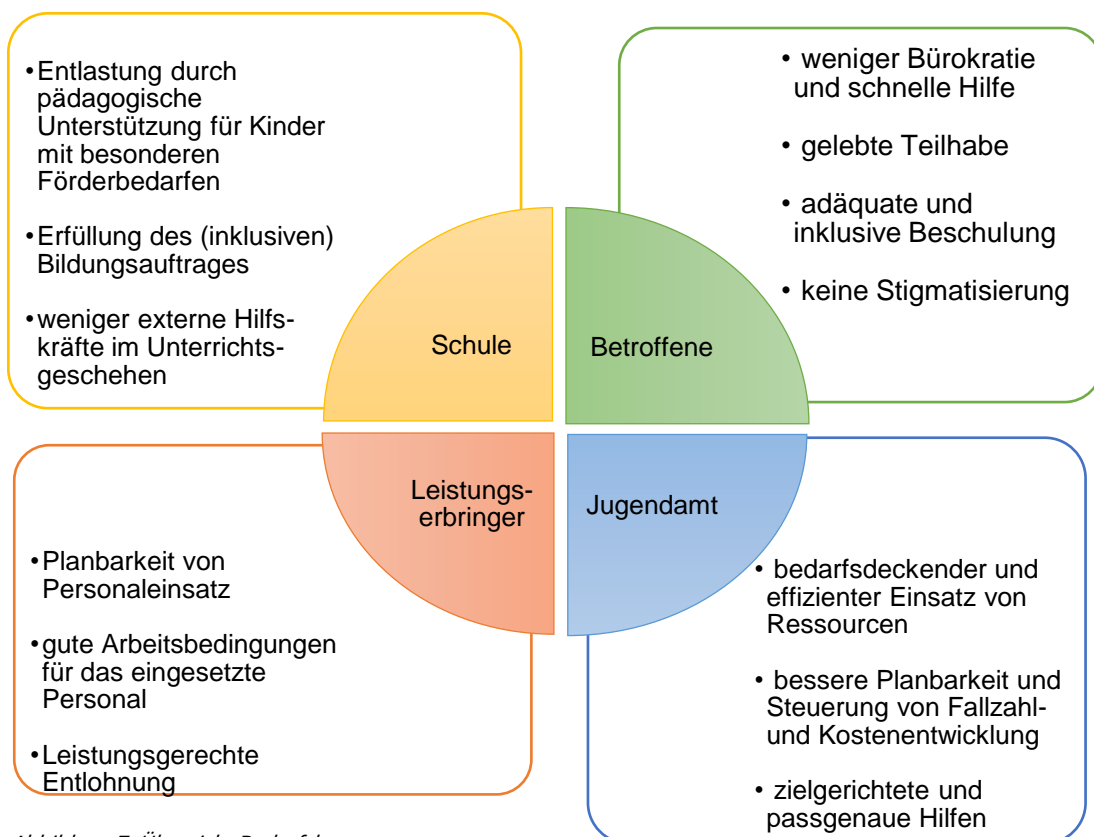 •Entlastung durch
pädagogische
Unterstützung für Kinder
mit besonderen
Förderbedarfen
•Erfüllung des (inklusiven)
Bildungsauftrages
•weniger externe Hilfs-
kräfte im Unterrichts-
geschehen
• weniger Bürokratie
und schnelle Hilfe
• gelebte Teilhabe
• adäquate und
inklusive Beschulung
• keine Stigmatisierung
Schule
Betroffene
Leistungs-
erbringer
Jugendamt
•Planbarkeit von
Personaleinsatz
•gute Arbeitsbedingungen
für das eingesetzte
Personal
•Leistungsgerechte
Entlohnung
• bedarfsdeckender und
effizienter Einsatz von
Ressourcen
• bessere Planbarkeit und
Steuerung von Fallzahl-
und Kostenentwicklung
• zielgerichtete und
passgenaue Hilfen